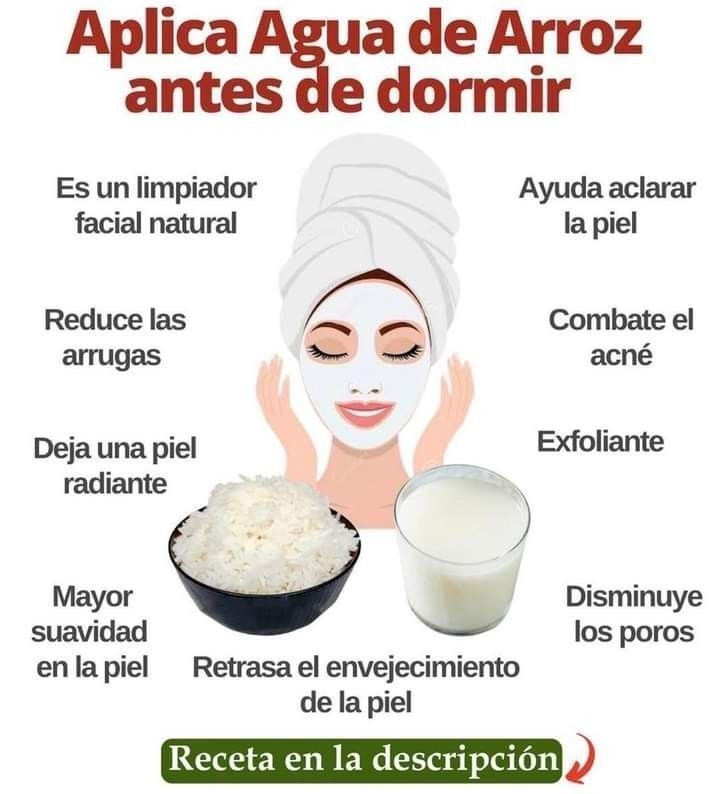 Aplica Agua de Arroz
antes de dormir
Es un limpiador
facial natural
Ayuda aclarar
la piel
Reduce las
arrugas
Combate el
acné
Deja una piel
radiante
Exfoliante
Mayor
suavidad
en la piel
Disminuye
los poros
Retrasa el envejecimiento
de la piel
Receta en la descripción